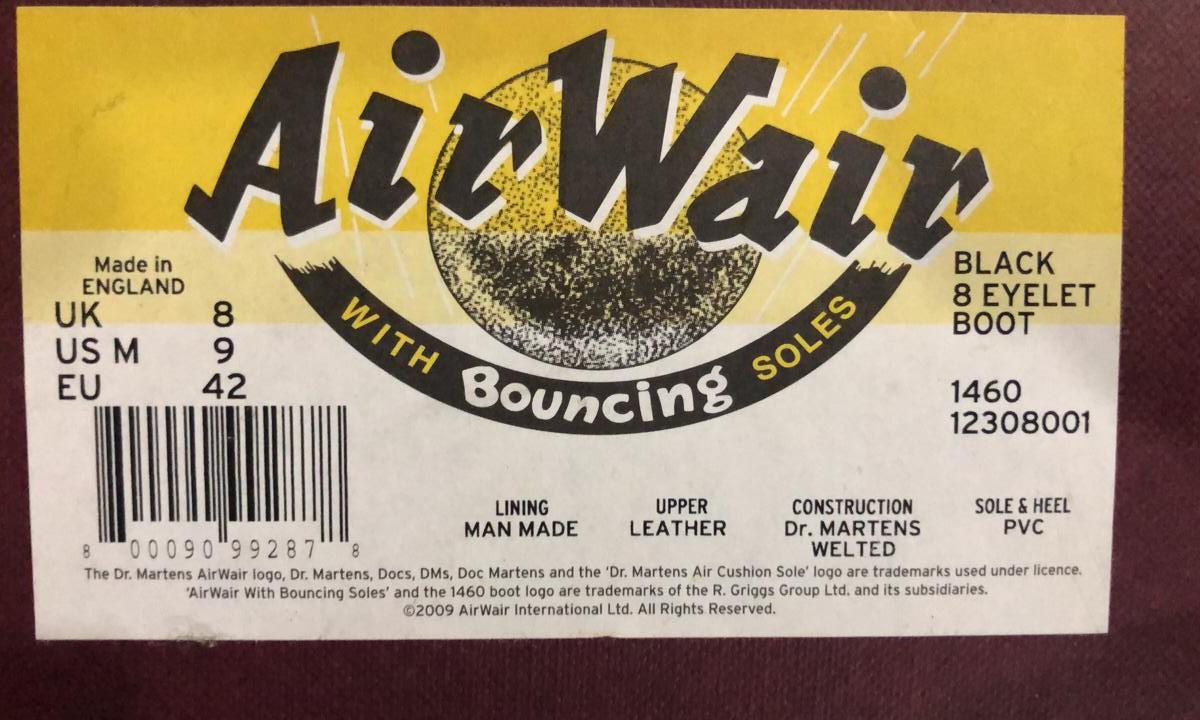 AirWair
WITH Bouncing SOLES
Made in
ENGLAND
UK 8
US M 9
EU 42
8 00090 99287 8
BLACK
8 EYELET
BOOT
1460
12308001
LINING
MAN MADE
UPPER
LEATHER
CONSTRUCTION
Dr. MARTENS
WELTED
SOLE & HEEL
PVC
The Dr. Martens AirWair logo, Dr. Martens, Docs, DMs, Doc Martens and the 'Dr. Martens Air Cushion Sole' logo are trademarks used under licence.
'AirWair With Bouncing Soles' and the 1460 boot logo are trademarks of the R. Griggs Group Ltd. and its subsidiaries.
©2009 AirWair International Ltd. All Rights Reserved.